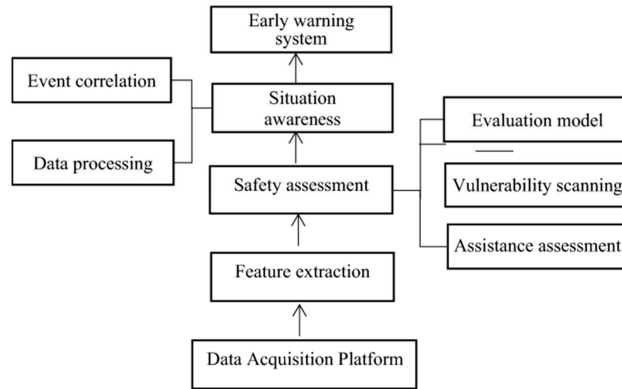 Early warning
system
Event correlation
Situation
awareness
Evaluation model
Data processing
Safety assessment
Vulnerability scanning
Assistance assessment
Feature extraction
Data Acquisition Platform